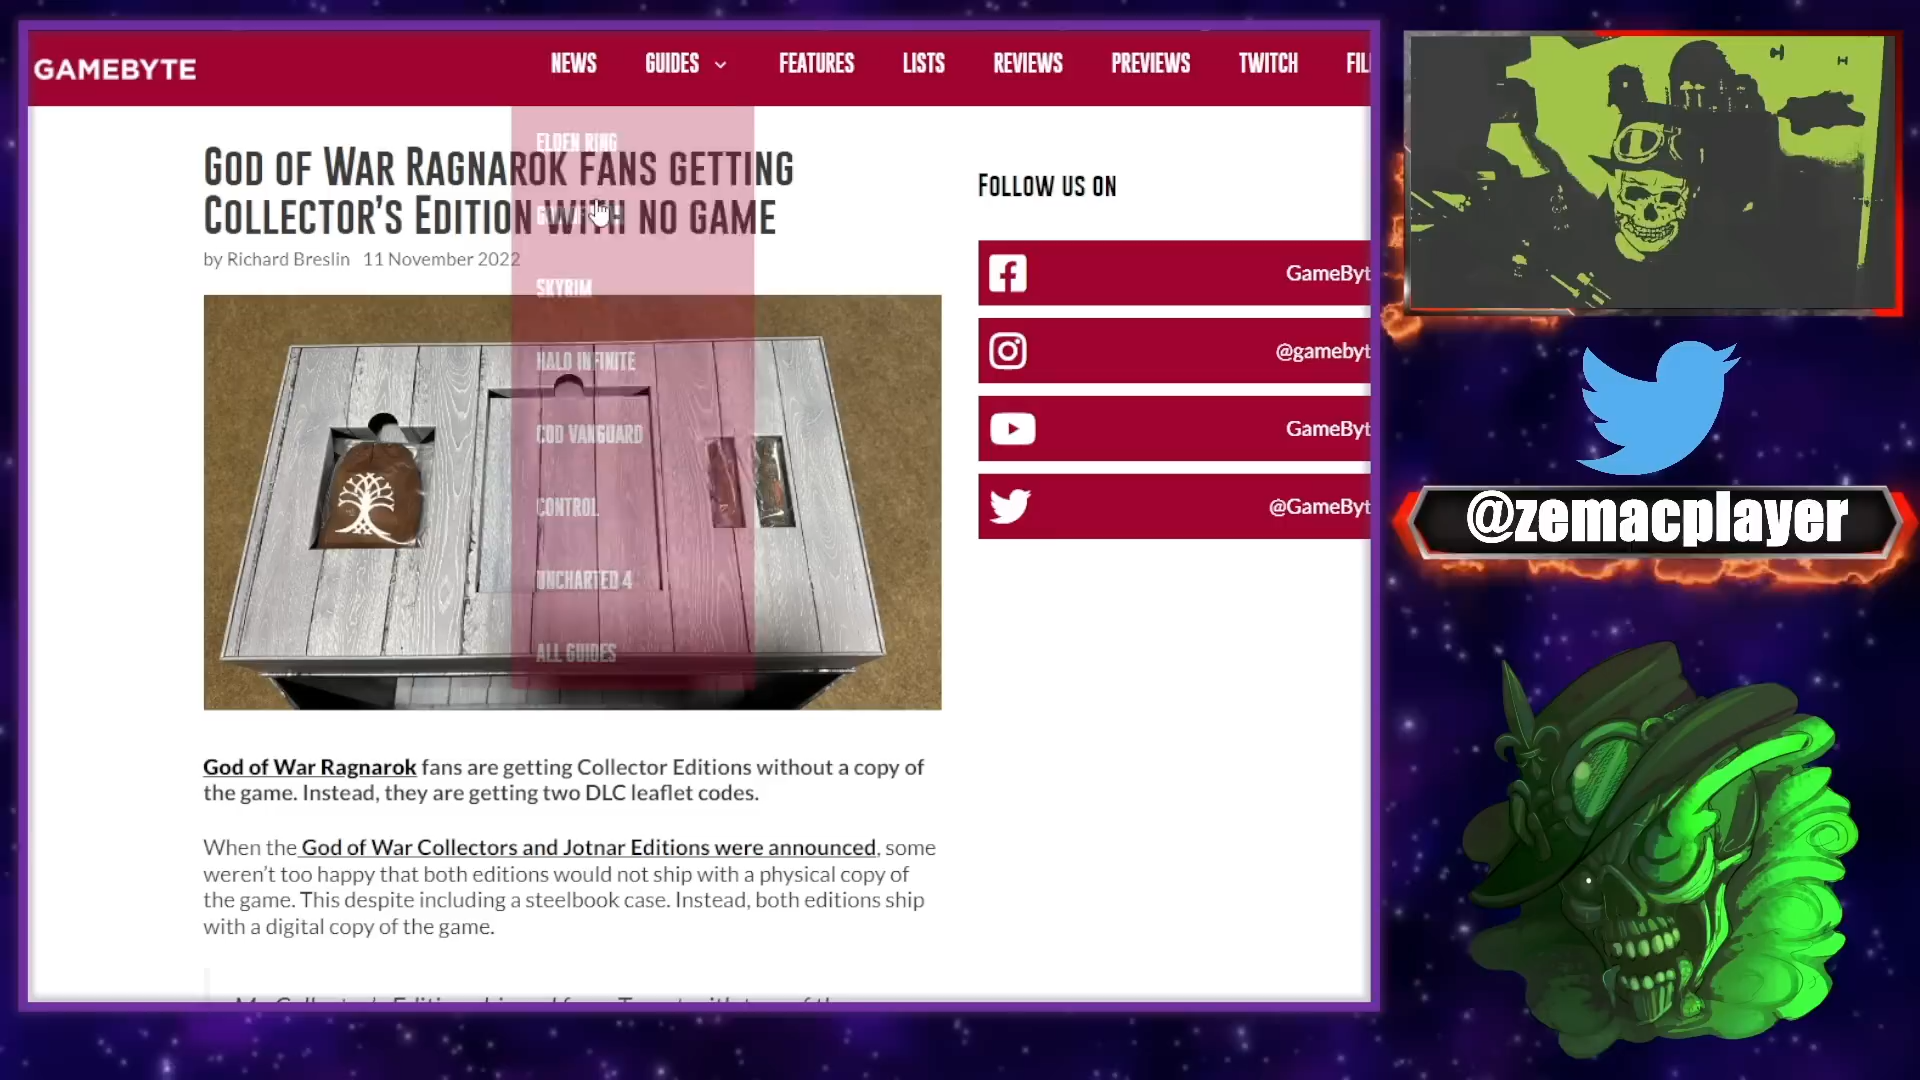 GAMEBYTE
NEWS GUIDES FEATURES LISTS REVIEWS PREVIEWS TWITCH FIL
ELDEN RING
GOD OF WAR RAGNAROK FANS GETTING
COLLECTOR'S EDITION WITH NO GAME
by Richard Breslin 11 November 2022
SKYRIM
HALO INFINITE
COD VANGUARD
CONTROL
UNCHARTED 4
ALL GUIDES
God of War Ragnarok fans are getting Collector Editions without a copy of
the game. Instead, they are getting two DLC leaflet codes.
When the God of War Collectors and Jotnar Editions were announced, some
weren't too happy that both editions would not ship with a physical copy of
the game. This despite including a steelbook case. Instead, both editions ship
with a digital copy of the game.
FOLLOW US ON
GameByt
@gamebyt
GameByt
@GameByt
@zemacplayer